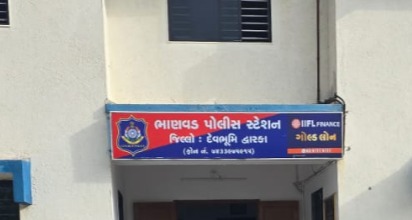 ભાણવડ પોલીસ સ્ટેશન
જિલ્લો : દેવભૂમિ દ્વારકા
(ફોન નં.
IIFL FINANCE
ગોલ્ડ લોન